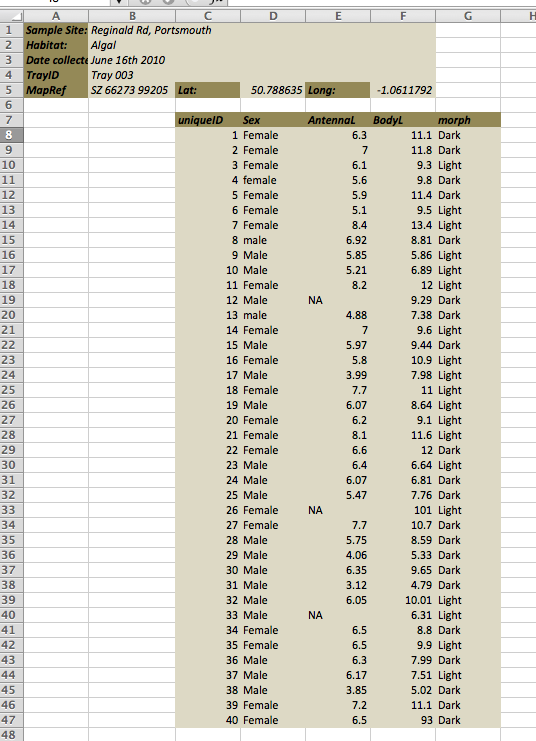 A B C D E F G H
1 Sample Site: Reginald Rd, Portsmouth
2 Habitat: Algal
3 Date collecte June 16th 2010
4 TrayID Tray 003
5 MapRef SZ 66273 99205 Lat: 50.788635 Long: -1.0611792
6
7 uniqueID Sex AntennaL BodyL morph
8 1 Female 6.3 11.1 Dark
9 2 Female 7 11.8 Dark
10 3 Female 6.1 9.3 Light
11 4 female 5.6 9.8 Dark
12 5 Female 5.9 11.4 Dark
13 6 Female 5.1 9.5 Light
14 7 Female 8.4 13.4 Light
15 8 male 6.92 8.81 Dark
16 9 Male 5.85 5.86 Light
17 10 Male 5.21 6.89 Light
18 11 Female 8.2 12 Light
19 12 Male NA 9.29 Dark
20 13 male 4.88 7.38 Dark
21 14 Female 7 9.6 Light
22 15 Male 5.97 9.44 Dark
23 16 Female 5.8 10.9 Light
24 17 Male 3.99 7.98 Light
25 18 Female 7.7 11 Light
26 19 Male 6.07 8.64 Light
27 20 Female 6.2 9.1 Light
28 21 Female 8.1 11.6 Light
29 22 Female 6.6 12 Dark
30 23 Male 6.4 6.64 Light
31 24 Male 6.07 6.81 Dark
32 25 Male 5.47 7.76 Dark
33 26 Female NA 101 Light
34 27 Female 7.7 10.7 Dark
35 28 Male 5.75 8.59 Dark
36 29 Male 4.06 5.33 Dark
37 30 Male 6.35 9.65 Dark
38 31 Male 3.12 4.79 Dark
39 32 Male 6.05 10.01 Light
40 33 Male NA 6.31 Light
41 34 Female 6.5 8.8 Dark
42 35 Female 6.5 9.9 Light
43 36 Male 6.3 7.99 Dark
44 37 Male 6.17 7.51 Light
45 38 Male 3.85 5.02 Dark
46 39 Female 7.2 11.1 Dark
47 40 Female 6.5 93 Dark
48